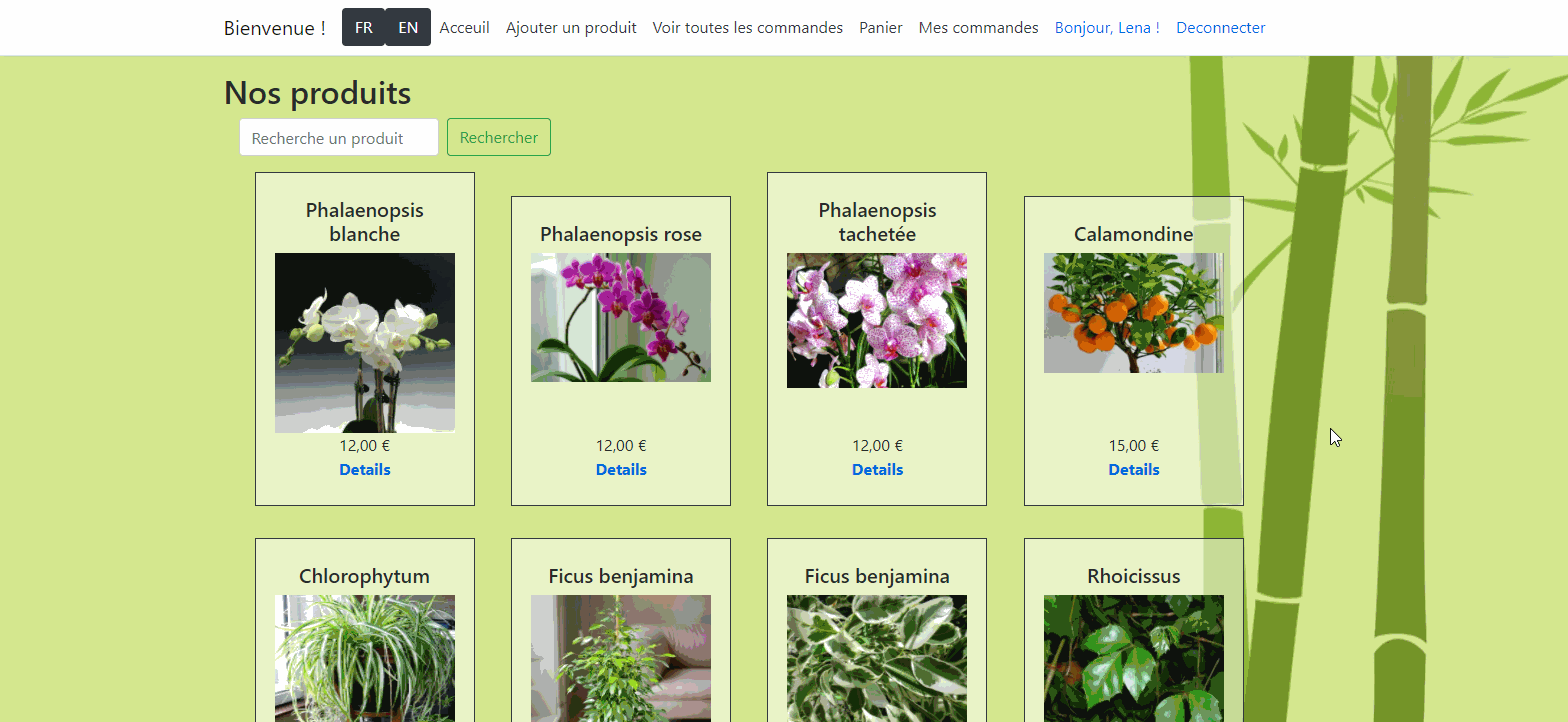 Bienvenue ! FR EN Acceuil Ajouter un produit Voir toutes les commandes Panier Mes commandes Bonjour, Lena ! Deconnecter
Nos produits
Recherche un produit Rechercher
Phalaenopsis
blanche
12,00 €
Details
Phalaenopsis rose
12,00 €
Details
Phalaenopsis
tachetée
12,00 €
Details
Calamondine
15,00 €
Details
Chlorophytum
Ficus benjamina
Ficus benjamina
Rhoicissus